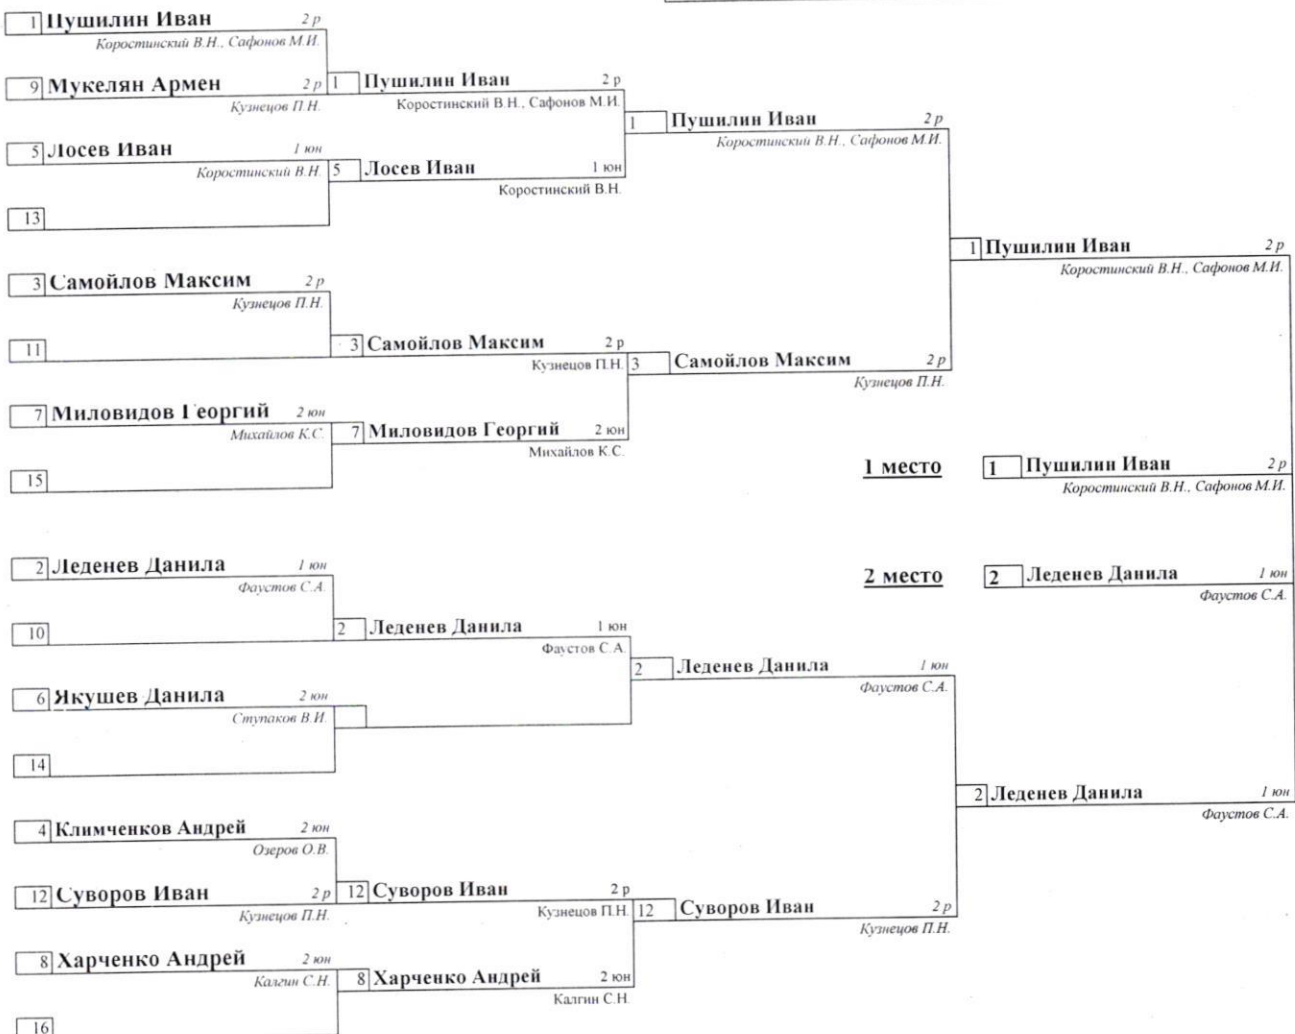 1 Пушилин Иван 2 р
Коростинский В.Н., Сафонов М.И.
9 Мукелян Армен 2 р
Кузнецов П.Н.
1 Пушилин Иван 2 р
Коростинский В.Н., Сафонов М.И.
5 Лосев Иван 1 юн
Коростинский В.Н.
5 Лосев Иван 1 юн
Коростинский В.Н.
13
1 Пушилин Иван 2 р
Коростинский В.Н., Сафонов М.И.
3 Самойлов Максим 2 р
Кузнецов П.Н.
11
3 Самойлов Максим 2 р
Кузнецов П.Н.
7 Миловидов Георгий 2 юн
Михайлов К.С.
7 Миловидов Георгий 2 юн
Михайлов К.С.
15
3 Самойлов Максим 2 р
Кузнецов П.Н.
1 Пушилин Иван 2 р
Коростинский В.Н., Сафонов М.И.
1 место 1 Пушилин Иван 2 р
Коростинский В.Н., Сафонов М.И.
2 место 2 Леденев Данила 1 юн
Фаустов С.А.
2 Леденев Данила 1 юн
Фаустов С.А.
10
2 Леденев Данила 1 юн
Фаустов С.А.
6 Якушев Данила 2 юн
Ступаков В.И.
14
2 Леденев Данила 1 юн
Фаустов С.А.
2 Леденев Данила 1 юн
Фаустов С.А.
4 Климченков Андрей 2 юн
Озеров О.В.
12 Суворов Иван 2 р
Кузнецов П.Н.
12 Суворов Иван 2 р
Кузнецов П.Н.
12 Суворов Иван 2 р
Кузнецов П.Н.
8 Харченко Андрей 2 юн
Калгин С.Н.
8 Харченко Андрей 2 юн
Калгин С.Н.
16